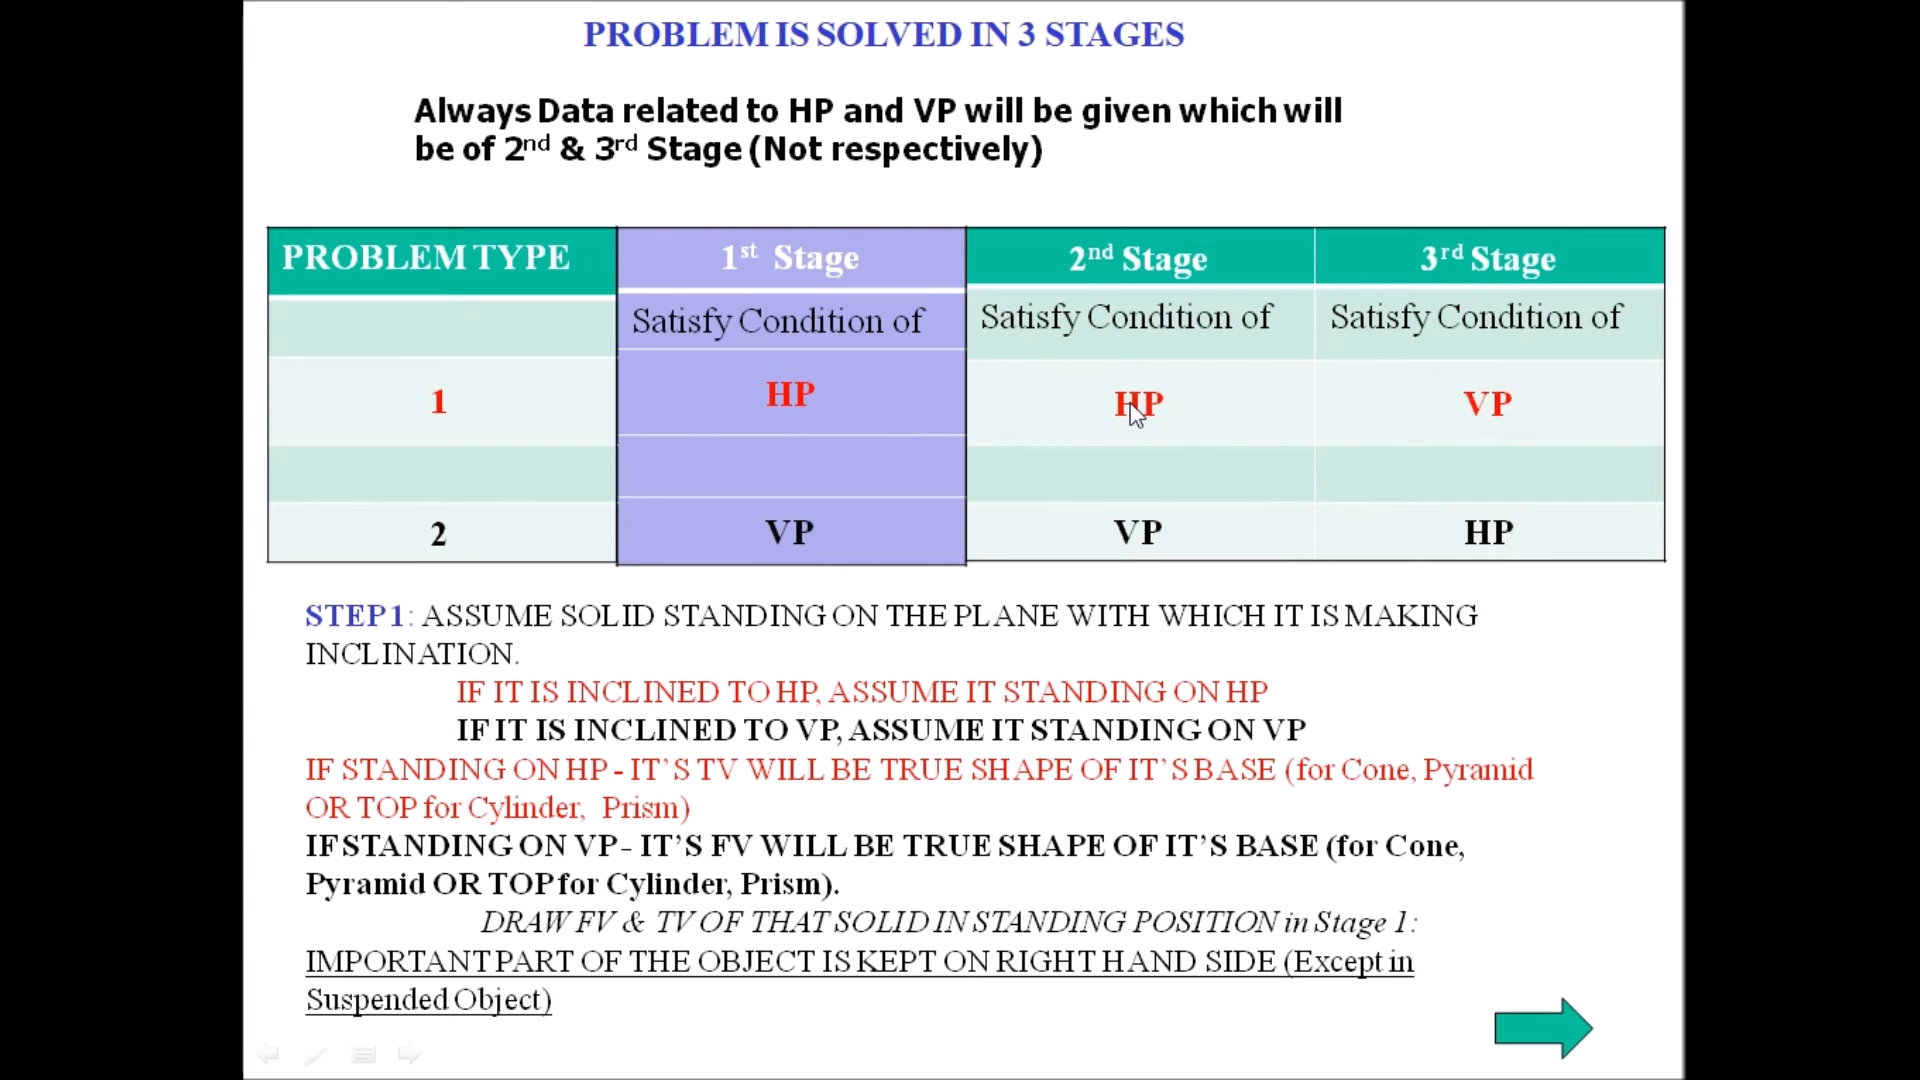 PROBLEM IS SOLVED IN 3 STAGES
Always Data related to HP and VP will be given which will
be of 2nd & 3rd Stage (Not respectively)
PROBLEM TYPE 1st Stage 2nd Stage 3rd Stage
Satisfy Condition of Satisfy Condition of Satisfy Condition of
1 HP HP VP
2 VP VP HP
STEP 1: ASSUME SOLID STANDING ON THE PLANE WITH WHICH IT IS MAKING
INCLINATION.
IF IT IS INCLINED TO HP, ASSUME IT STANDING ON HP
IF IT IS INCLINED TO VP, ASSUME IT STANDING ON VP
IF STANDING ON HP - IT’S TV WILL BE TRUE SHAPE OF IT’S BASE (for Cone, Pyramid
OR TOP for Cylinder, Prism)
IF STANDING ON VP - IT’S FV WILL BE TRUE SHAPE OF IT’S BASE (for Cone,
Pyramid OR TOP for Cylinder, Prism).
DRAW FV & TV OF THAT SOLID IN STANDING POSITION in Stage 1:
IMPORTANT PART OF THE OBJECT IS KEPT ON RIGHT HAND SIDE (Except in
Suspended Object)